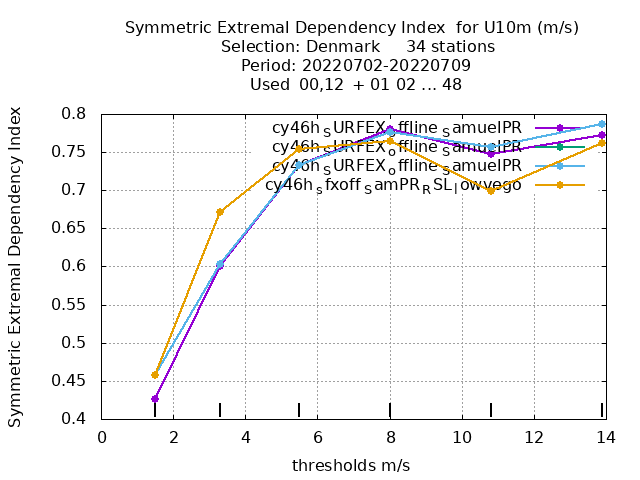 Symmetric Extremal Dependency Index for U10m (m/s)
Selection: Denmark 34 stations
Period: 20220702-20220709
Used 00,12 + 01 02 ... 48
Symmetric Extremal Dependency Index
0.8
0.75
0.7
0.65
0.6
0.55
0.5
0.45
0.4
cy46h_SURFEX_offline_SamuelPR
cy46h_SURFEX_offline_SamuelPR
cy46h_SURFEX_offline_SamuelPR
cy46h_sfxoff_SamPR_RSL_lowvego
0 2 4 6 8 10 12 14
thresholds m/s